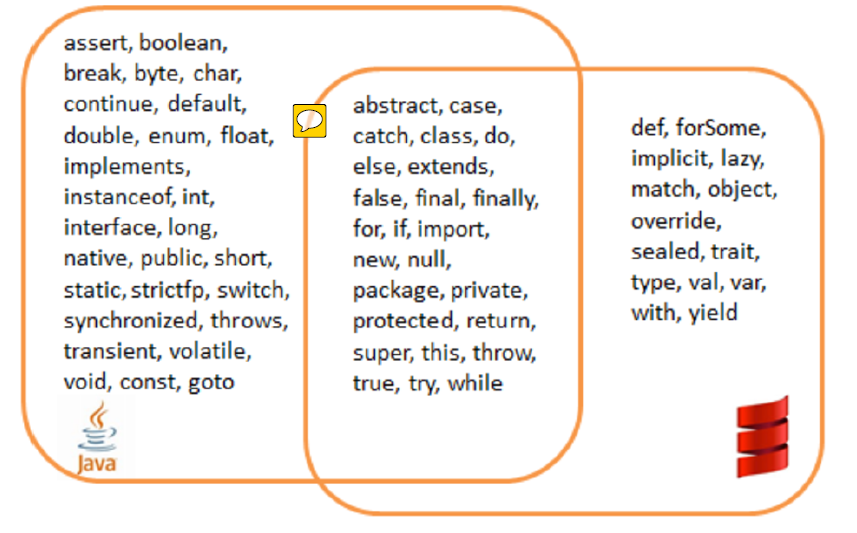 assert, boolean,
break, byte, char,
continue, default,
double, enum, float,
implements,
instanceof, int,
interface, long,
native, public, short,
static, strictfp, switch,
synchronized, throws,
transient, volatile,
void, const, goto
Java
abstract, case,
catch, class, do,
else, extends,
false, final, finally,
for, if, import,
new, null,
package, private,
protected, return,
super, this, throw,
true, try, while
def, forSome,
implicit, lazy,
match, object,
override,
sealed, trait,
type, val, var,
with, yield